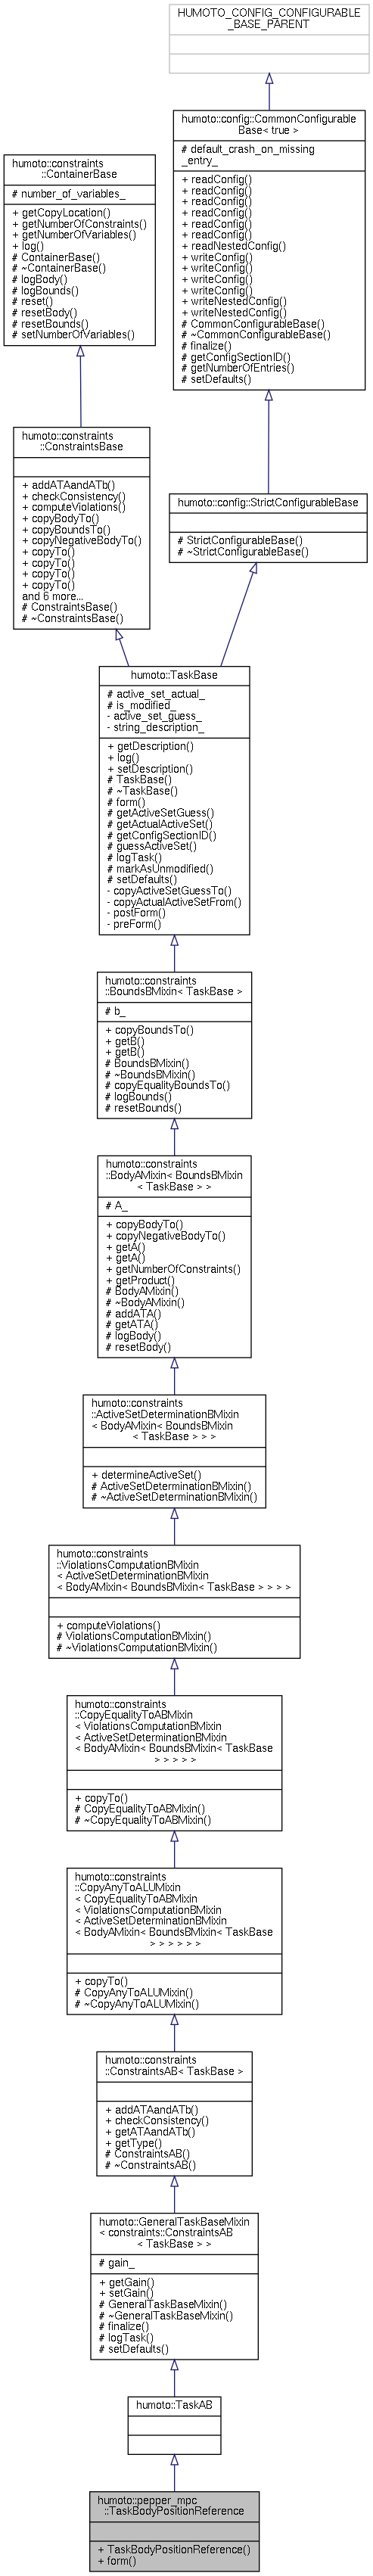 HUMOTO_CONFIG_CONFIGURABLE
_BASE_PARENT
humoto::config::CommonConfigurable
Base< true >
# default_crash_on_missing
_entry_
+ readConfig()
+ readConfig()
+ readConfig()
+ readConfig()
+ readConfig()
+ readConfig()
+ readNestedConfig()
+ writeConfig()
+ writeConfig()
+ writeConfig()
+ writeConfig()
+ writeNestedConfig()
+ writeNestedConfig()
# CommonConfigurableBase()
# ~CommonConfigurableBase()
# finalize()
# getConfigSectionID()
# getNumberOfEntries()
# setDefaults()
humoto::constraints
::ContainerBase
# number_of_variables_
+ getCopyLocation()
+ getNumberOfConstraints()
+ getNumberOfVariables()
+ log()
# ContainerBase()
# ~ContainerBase()
# logBody()
# logBounds()
# reset()
# resetBody()
# resetBounds()
# setNumberOfVariables()
humoto::constraints
::ConstraintsBase
+ addATAandATb()
+ checkConsistency()
+ computeViolations()
+ copyBodyTo()
+ copyBoundsTo()
+ copyNegativeBodyTo()
+ copyTo()
+ copyTo()
+ copyTo()
+ copyTo()
and 6 more...
# ConstraintsBase()
# ~ConstraintsBase()
humoto::config::StrictConfigurableBase
# StrictConfigurableBase()
# ~StrictConfigurableBase()
humoto::TaskBase
# active_set_actual_
# is_modified_
- active_set_guess_
- string_description_
+ getDescription()
+ log()
+ setDescription()
# TaskBase()
# ~TaskBase()
# form()
# getActiveSetGuess()
# getActualActiveSet()
# getConfigSectionID()
# guessActiveSet()
# logTask()
# markAsUnmodified()
# setDefaults()
- copyActiveSetGuessTo()
- copyActualActiveSetFrom()
- postForm()
- preForm()
humoto::constraints
::BoundsBMixin< TaskBase >
# b_
+ copyBoundsTo()
+ getB()
+ getB()
# BoundsBMixin()
# ~BoundsBMixin()
# copyEqualityBoundsTo()
# logBounds()
# resetBounds()
humoto::constraints
::BodyAMixin< BoundsBMixin
< TaskBase > >
# A_
+ copyBodyTo()
+ copyNegativeBodyTo()
+ getA()
+ getA()
+ getNumberOfConstraints()
+ getProduct()
# BodyAMixin()
# ~BodyAMixin()
# addATA()
# getATA()
# logBody()
# resetBody()
humoto::constraints
::ActiveSetDeterminationBMixin
< BodyAMixin< BoundsBMixin
< TaskBase > > >
+ determineActiveSet()
# ActiveSetDeterminationBMixin()
# ~ActiveSetDeterminationBMixin()
humoto::constraints
::ViolationsComputationBMixin
< ActiveSetDeterminationBMixin
< BodyAMixin< BoundsBMixin< TaskBase > > > >
+ computeViolations()
# ViolationsComputationBMixin()
# ~ViolationsComputationBMixin()
humoto::constraints
::CopyEqualityToABMixin
< ViolationsComputationBMixin
< ActiveSetDeterminationBMixin
< BodyAMixin< BoundsBMixin< TaskBase
> > > > >
+ copyTo()
# CopyEqualityToABMixin()
# ~CopyEqualityToABMixin()
humoto::constraints
::CopyAnyToALUMixin
< CopyEqualityToABMixin
< ViolationsComputationBMixin
< ActiveSetDeterminationBMixin
< BodyAMixin< BoundsBMixin< TaskBase
> > > > > >
+ copyTo()
# CopyAnyToALUMixin()
# ~CopyAnyToALUMixin()
humoto::constraints
::ConstraintsAB< TaskBase >
+ addATAandATb()
+ checkConsistency()
+ getATAandATb()
+ getType()
# ConstraintsAB()
# ~ConstraintsAB()
humoto::GeneralTaskBaseMixin
< constraints::ConstraintsAB
< TaskBase > >
# gain_
+ getGain()
+ setGain()
# GeneralTaskBaseMixin()
# ~GeneralTaskBaseMixin()
# finalize()
# logTask()
# setDefaults()
humoto::TaskAB
humoto::pepper_mpc
::TaskBodyPositionReference
+ TaskBodyPositionReference()
+ form()